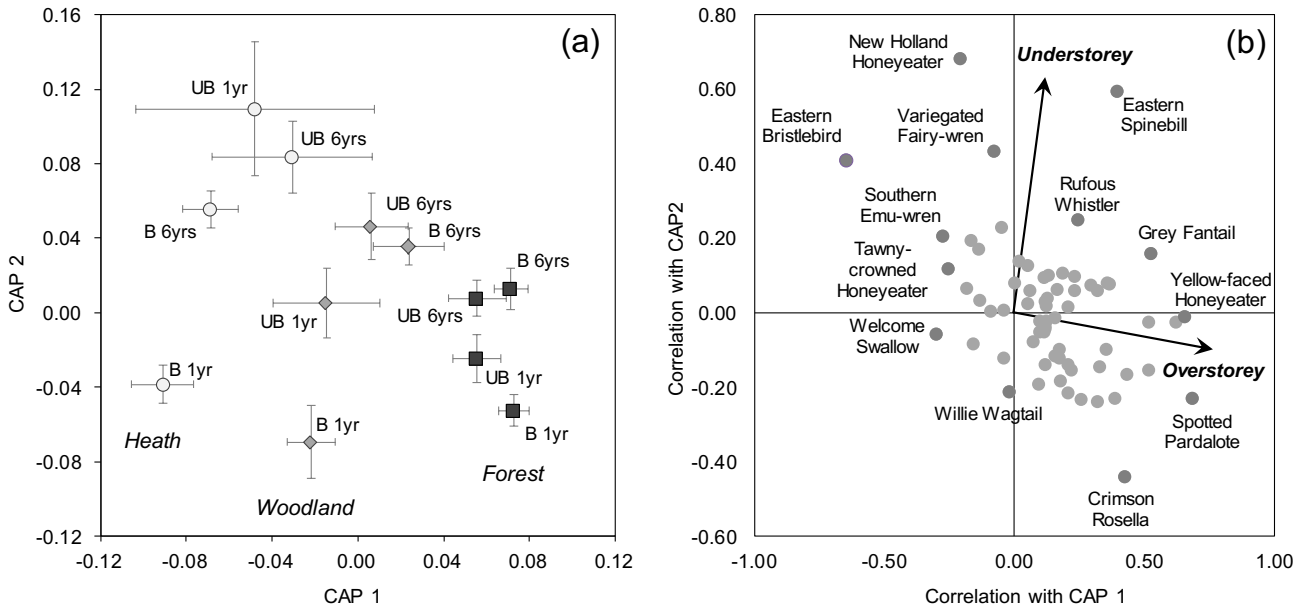 (a)
0.16
0.12
0.08
0.04
0.00
-0.04
-0.08
-0.12
CAP 2
UB 1yr
UB 6yrs
B 6yrs
UB 6yrs
B 6yrs
B 6yrs
UB 6yrs
UB 1yr
UB 1yr
B 1yr
B 1yr
B 1yr
Heath
Woodland
Forest
-0.12
-0.08
-0.04
0.00
0.04
0.08
0.12
CAP 1
(b)
0.80
0.60
0.40
0.20
0.00
-0.20
-0.40
-0.60
Correlation with CAP2
New Holland
Honeyeater
Understorey
Eastern
Bristlebird
Variegated
Fairy-wren
Eastern
Spinebill
Southern
Emu-wren
Rufous
Whistler
Grey Fantail
Tawny-
crowned
Honeyeater
Yellow-faced
Honeyeater
Welcome
Swallow
Overstorey
Willie Wagtail
Spotted
Pardalote
Crimson
Rosella
-1.00
-0.50
0.00
0.50
1.00
Correlation with CAP 1